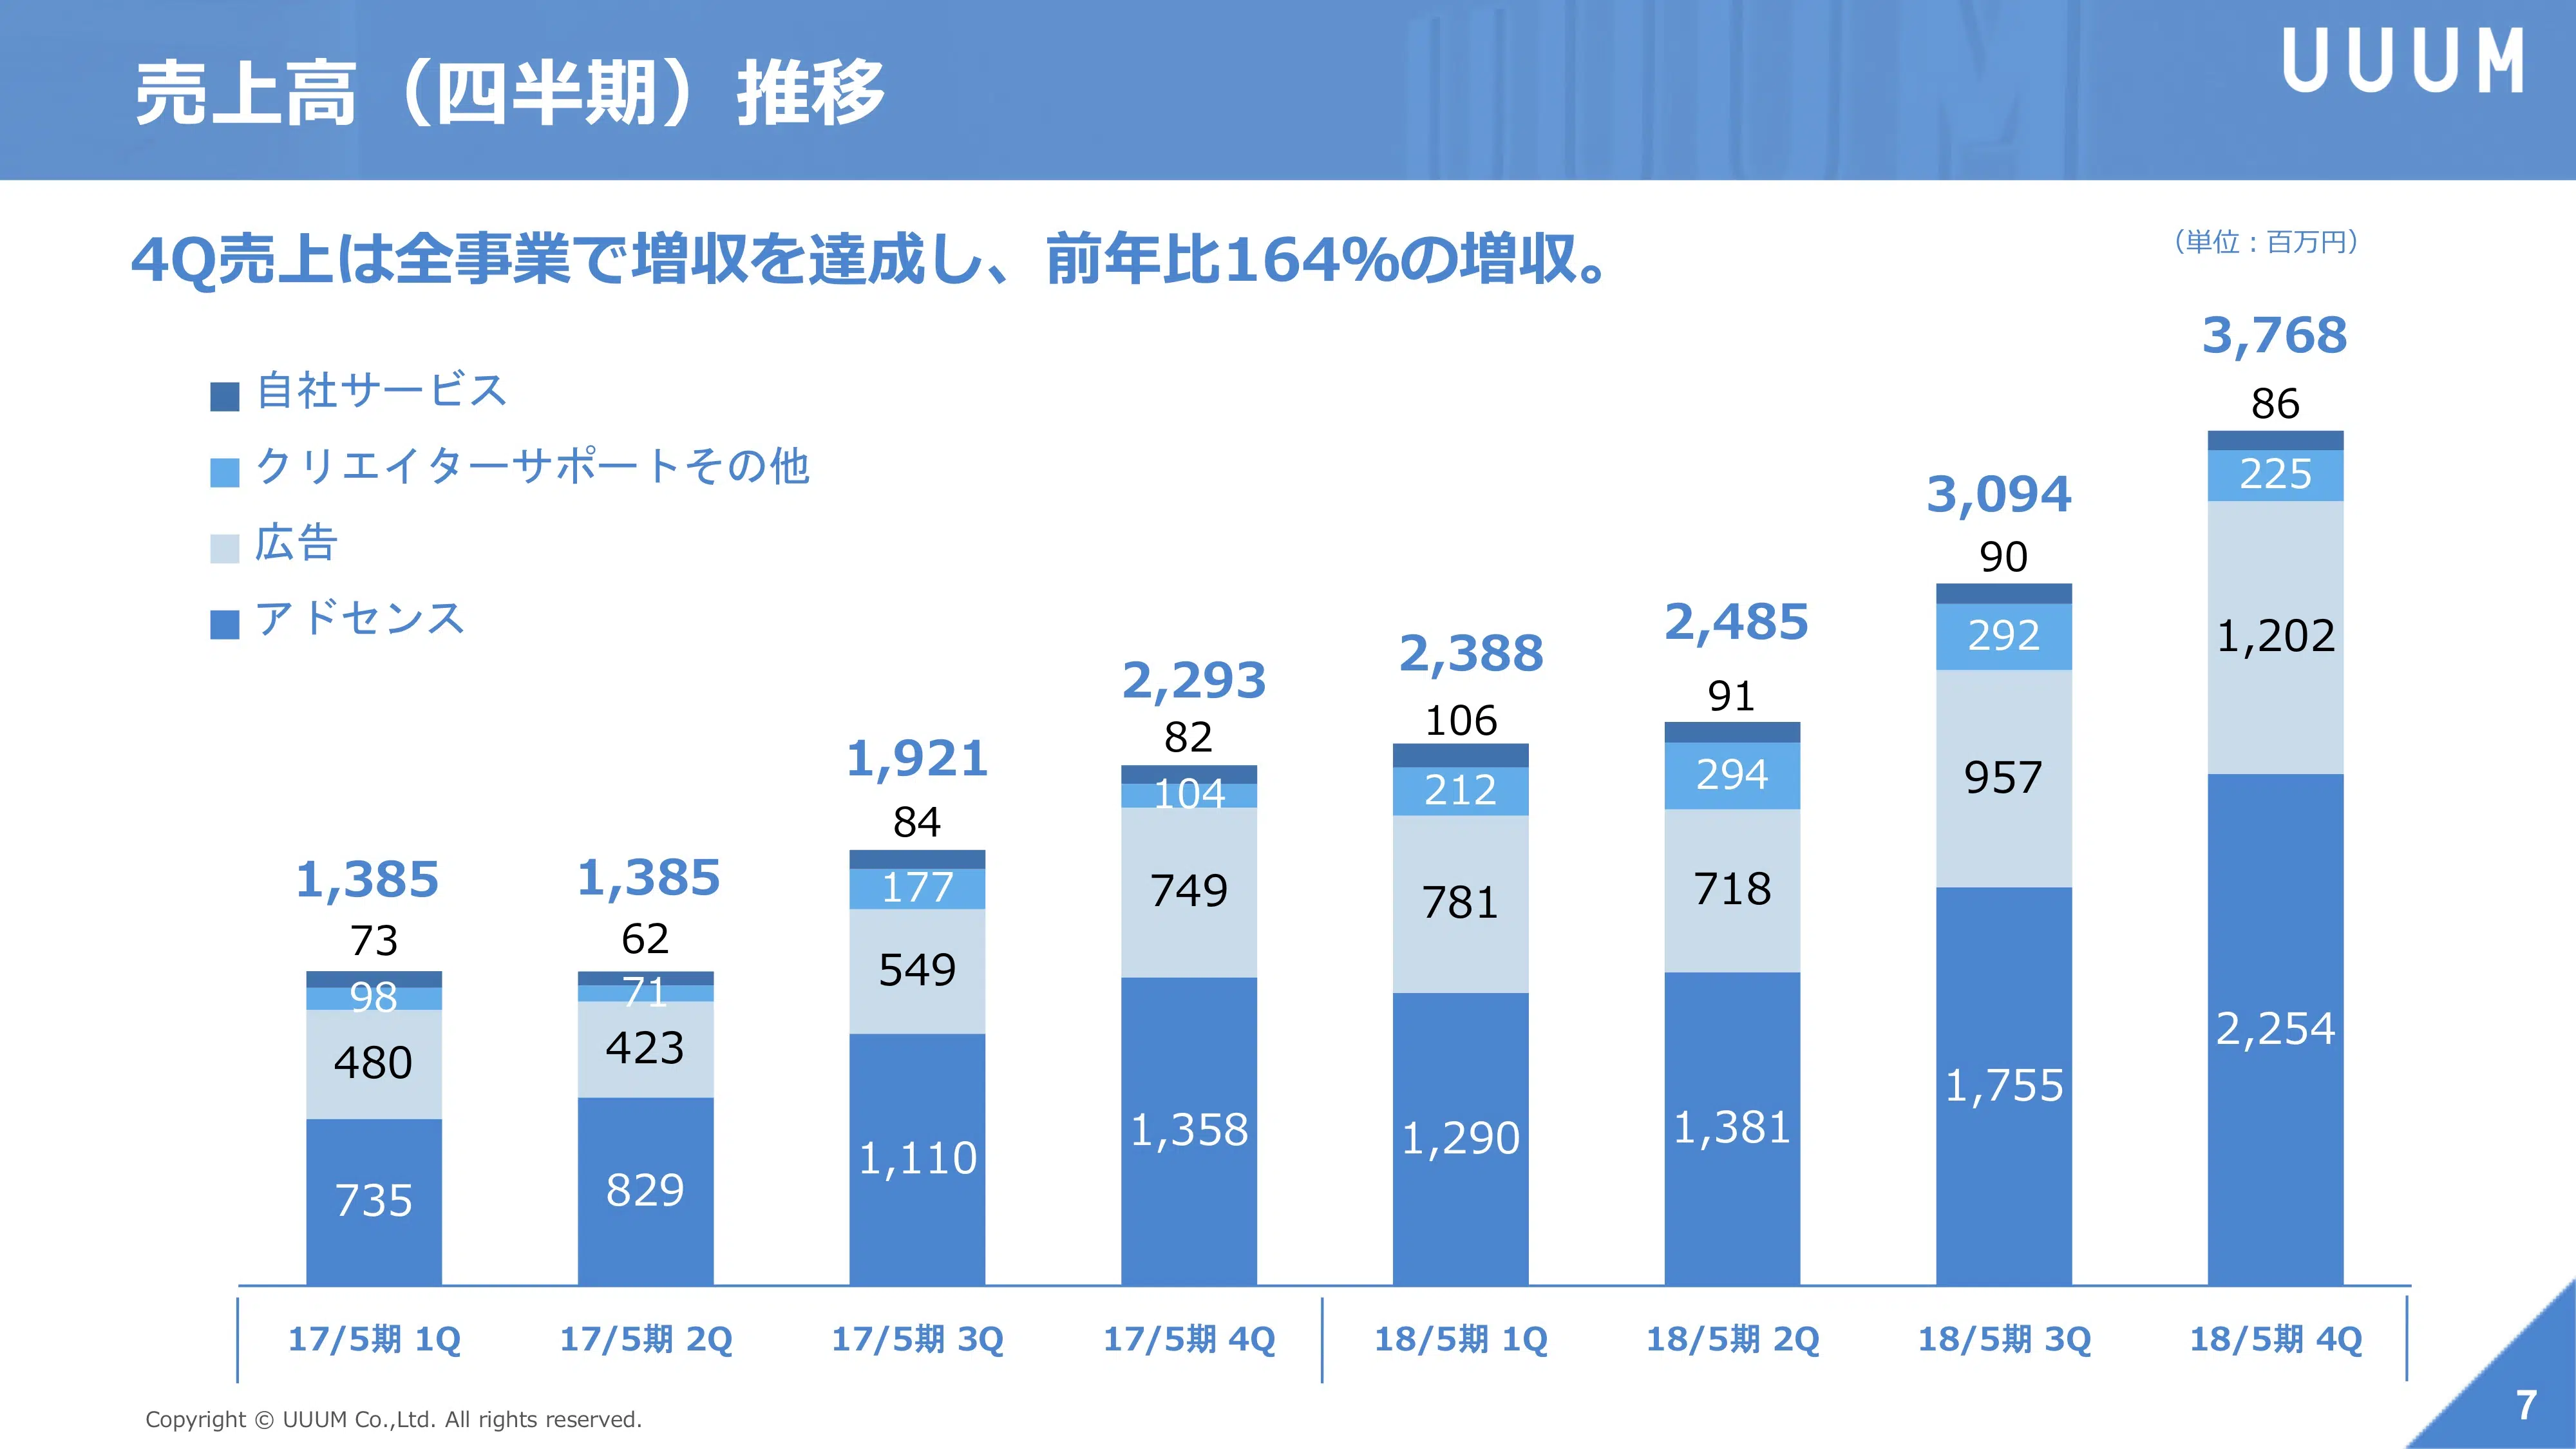 売上高（四半期）推移
UUUM
4Q売上は全事業で増収を達成し、前年比164%の増収。
（単位：百万円）
自社サービス
クリエイターサポートその他
広告
アドセンス
1,385
73
98
480
735
1,385
62
71
423
829
1,921
84
177
549
1,110
2,293
82
104
749
1,358
2,388
106
212
781
1,290
2,485
91
294
718
1,381
3,094
90
292
957
1,755
3,768
86
225
1,202
2,254
17/5期 1Q
17/5期 2Q
17/5期 3Q
17/5期 4Q
18/5期 1Q
18/5期 2Q
18/5期 3Q
18/5期 4Q
Copyright © UUUM Co.,Ltd. All rights reserved.
7